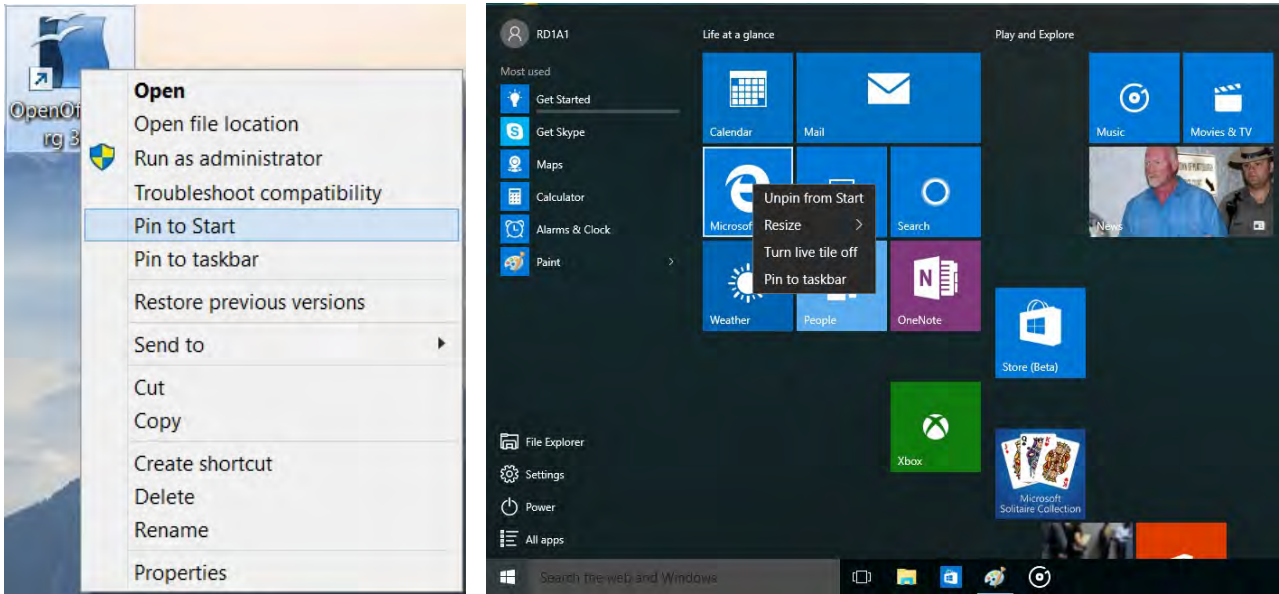 OpenOf
rg 3
Open
Open file location
Run as administrator
Troubleshoot compatibility
Pin to Start
Pin to taskbar
Restore previous versions
Send to
Cut
Copy
Create shortcut
Delete
Rename
Properties
RD1A1
Most used
Get Started
Get Skype
Maps
Calculator
Alarms & Clock
Paint
File Explorer
Settings
Power
All apps
Search the web and Windows
Life at a glance
Calendar
Mail
Microsof
Search
Unpin from Start
Resize
Turn live tile off
Pin to taskbar
Weather
People
OneNote
Xbox
Play and Explore
Music
Movies & TV
News
Store (Beta)
Microsoft
Solitaire Collection